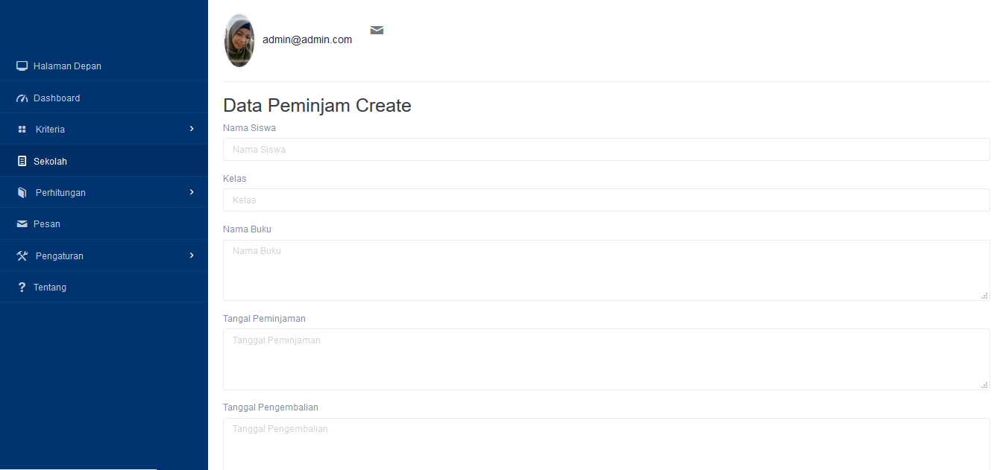 Halaman Depan
Dashboard
Kriteria
Sekolah
Perhitungan
Pesan
Pengaturan
Tentang
admin@admin.com
Data Peminjam Create
Nama Siswa
Nama Siswa
Kelas
Kelas
Nama Buku
Nama Buku
Tangal Peminjaman
Tanggal Peminjaman
Tanggal Pengembalian
Tanggal Pengembalian